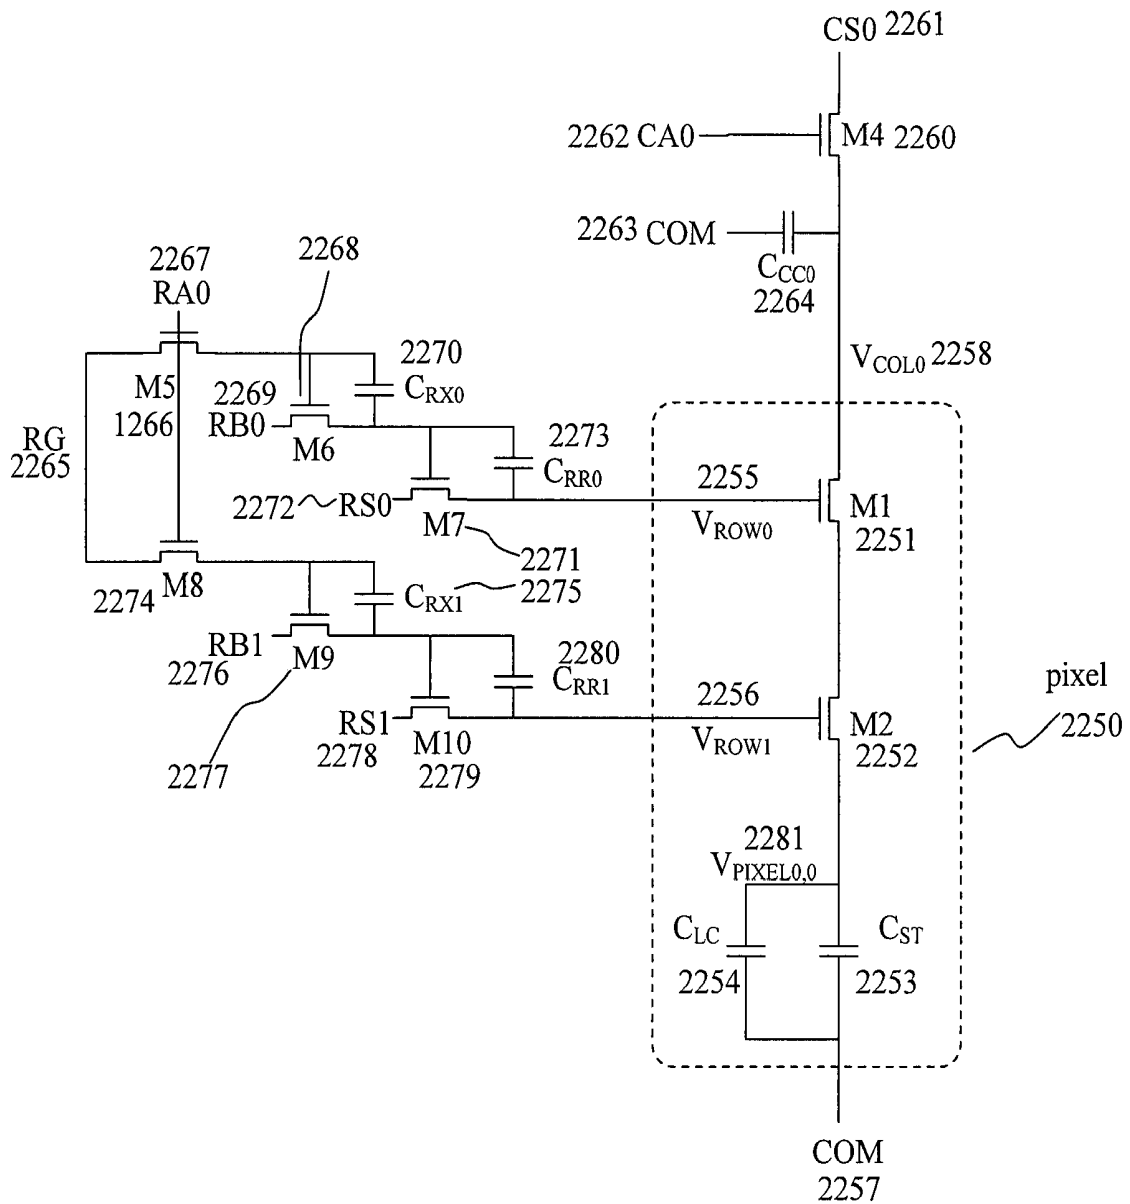 CS0 2261
2262 CA0
M4 2260
2263 COM
C_CC0
2264
2267
RA0
2268
M5
1266
2270
C_RX0
2269
RB0
M6
V_COL0 2258
RG
2265
2273
C_RR0
2272
RS0
M7
2271
2255
V_ROW0
M1
2251
M8
2274
C_RX1
2275
RB1
2276
M9
2277
2280
C_RR1
RS1
2278
M10
2279
2256
V_ROW1
M2
2252
pixel
2250
2281
V_PIXEL0,0
C_LC
2254
C_ST
2253
COM
2257